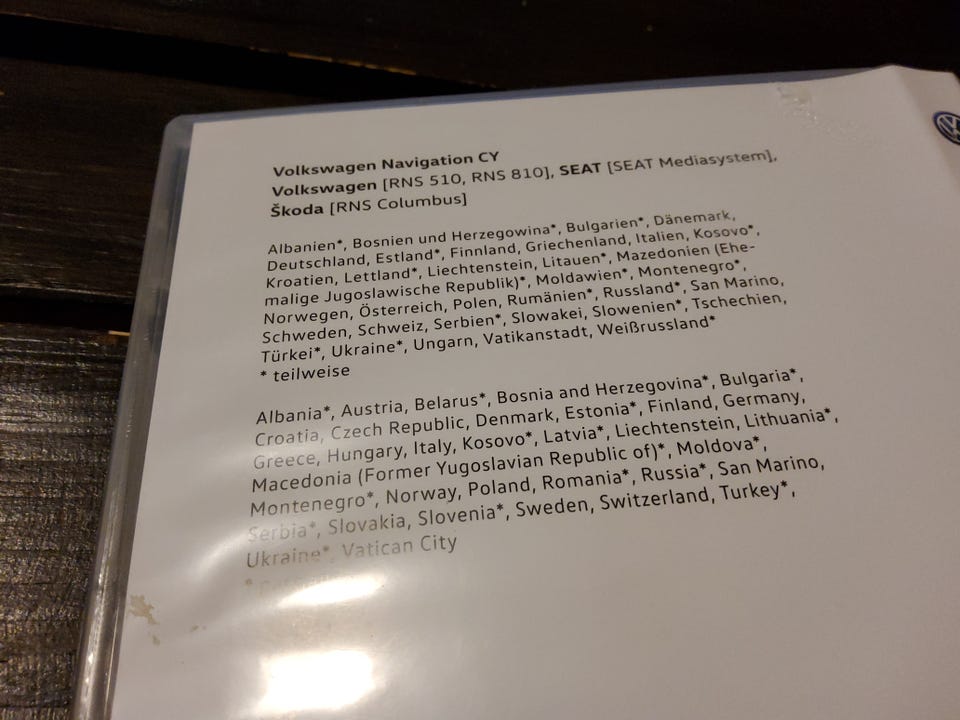 Volkswagen Navigation CY
Volkswagen [RNS 510, RNS 810], SEAT [SEAT Mediasystem],
Škoda [RNS Columbus]
Albanien*, Bosnien und Herzegowina*, Bulgarien*, Dänemark,
Deutschland, Estland*, Finnland, Griechenland, Italien, Kosovo*,
Kroatien, Lettland*, Liechtenstein, Litauen*, Mazedonien (Ehe-
malige Jugoslawische Republik)*, Moldawien*, Montenegro*,
Norwegen, Österreich, Polen, Rumänien*, Russland*, San Marino,
Schweden, Schweiz, Serbien*, Slowakei, Slowenien*, Tschechien,
Türkei*, Ukraine*, Ungarn, Vatikanstadt, Weißrussland*
* teilweise
Albania*, Austria, Belarus*, Bosnia and Herzegovina*, Bulgaria*,
Croatia, Czech Republic, Denmark, Estonia*, Finland, Germany,
Greece, Hungary, Italy, Kosovo*, Latvia*, Liechtenstein, Lithuania*,
Macedonia (Former Yugoslavian Republic of)*, Moldova*,
Montenegro*, Norway, Poland, Romania*, Russia*, San Marino,
Serbia*, Slovakia, Slovenia*, Sweden, Switzerland, Turkey*,
Ukraine*, Vatican City
*